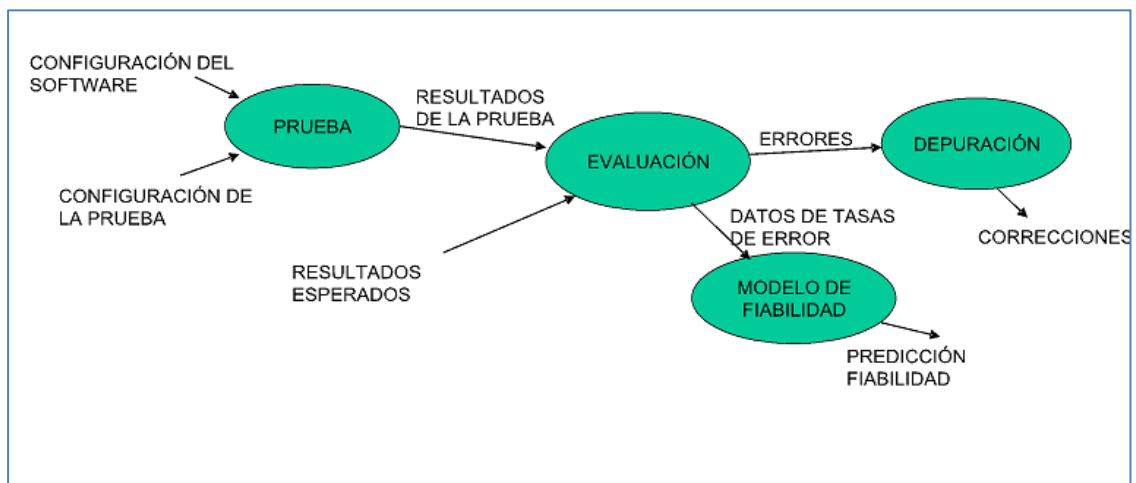 CONFIGURACIÓN DEL
SOFTWARE
PRUEBA
RESULTADOS
DE LA PRUEBA
CONFIGURACIÓN DE
LA PRUEBA
EVALUACIÓN
RESULTADOS
ESPERADOS
ERRORES
DEPURACIÓN
CORRECCIONES
DATOS DE TASAS
DE ERROR
MODELO DE
FIABILIDAD
PREDICCIÓN
FIABILIDAD